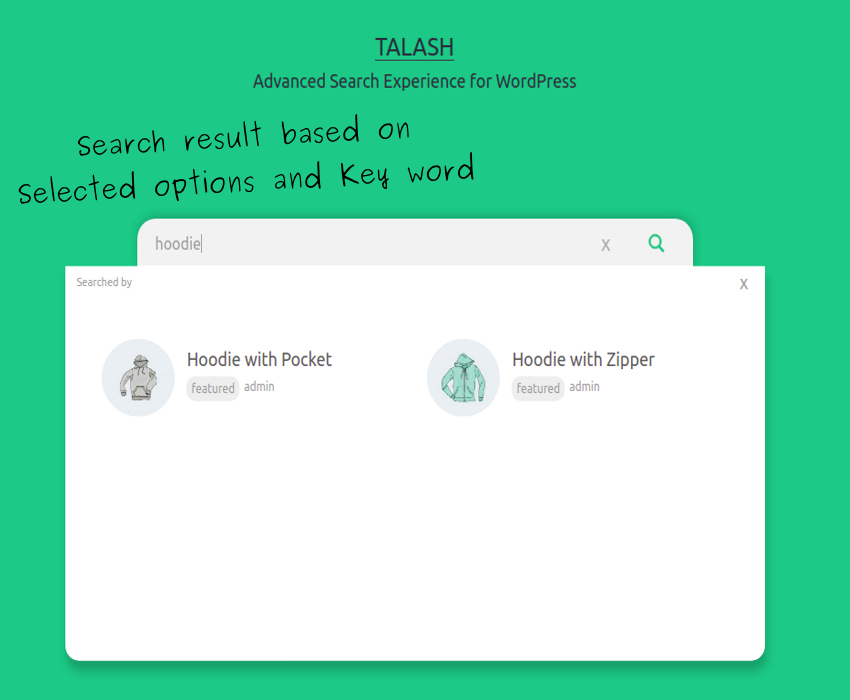 TALASH
Advanced Search Experience for WordPress
Search result based on
Selected options and Key word
hoodie
X
Searched by
X
Hoodie with Pocket
featured admin
Hoodie with Zipper
featured admin